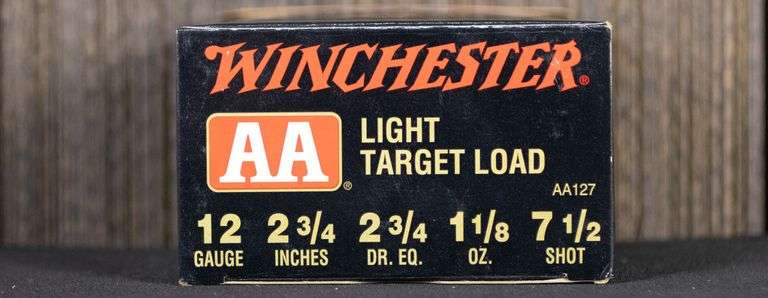 WINCHESTER®
AA® LIGHT
TARGET LOAD
AA127
12 2 3/4 2 3/4 1 1/8 7 1/2
GAUGE INCHES DR. EQ. OZ. SHOT